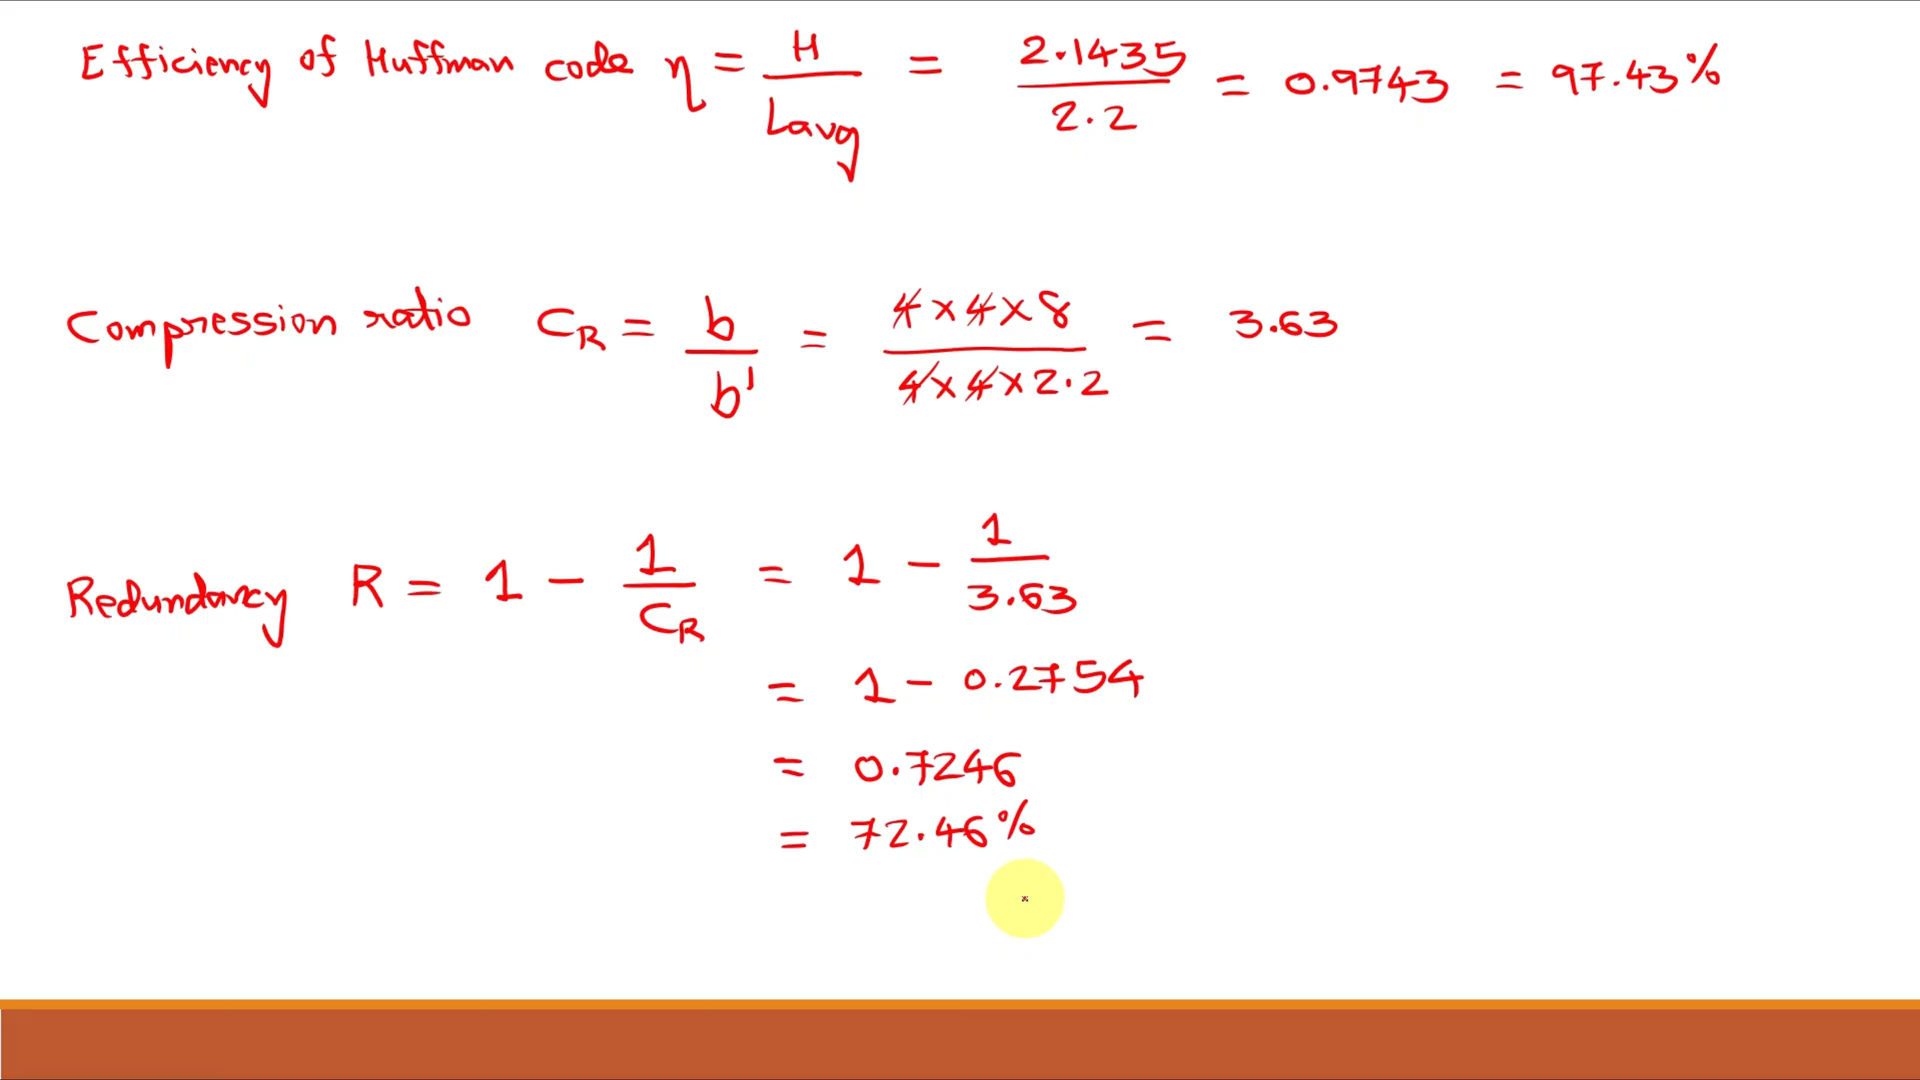 Efficiency of Huffman code η = H / Lavg = 2.1435 / 2.2 = 0.9743 = 97.43%
Compression ratio CR = b / b' = 4 x 4 x 8 / 4 x 4 x 2.2 = 3.63
Redundancy R = 1 - 1 / CR = 1 - 1 / 3.63
= 1 - 0.2754
= 0.7246
= 72.46%